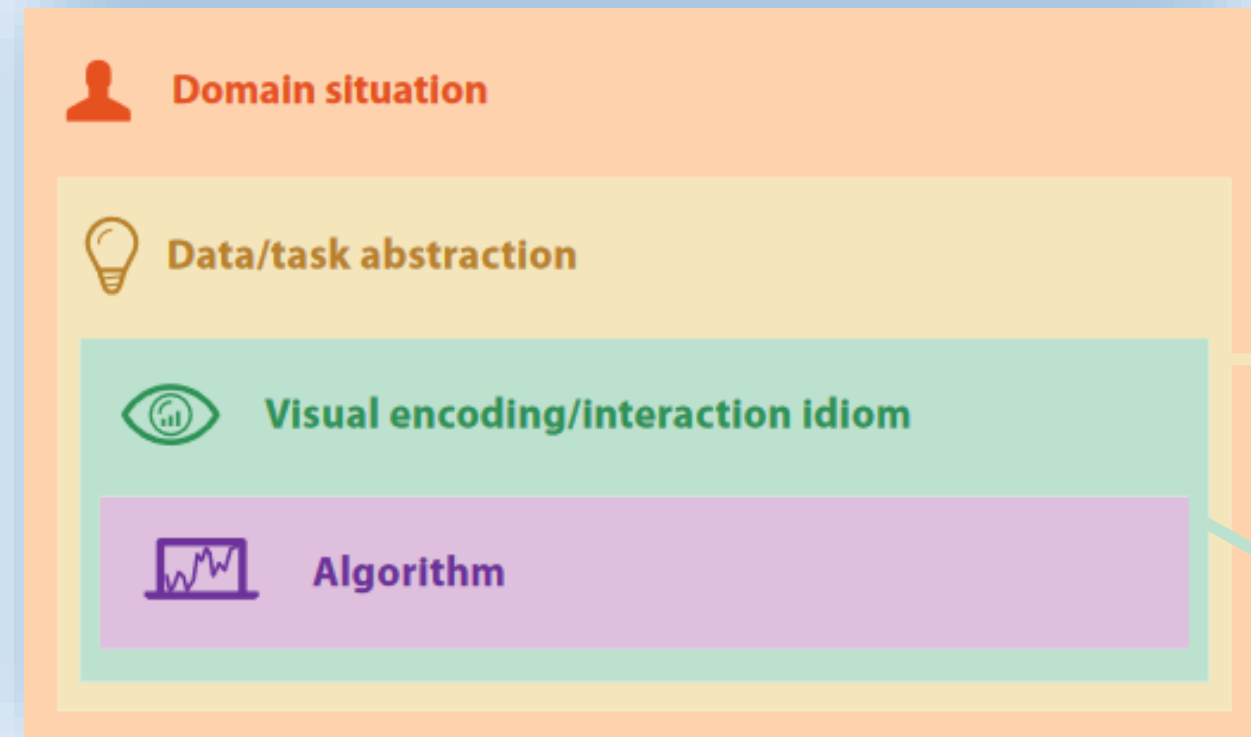 Domain situation
Data/task abstraction
Visual encoding/interaction idiom
Algorithm